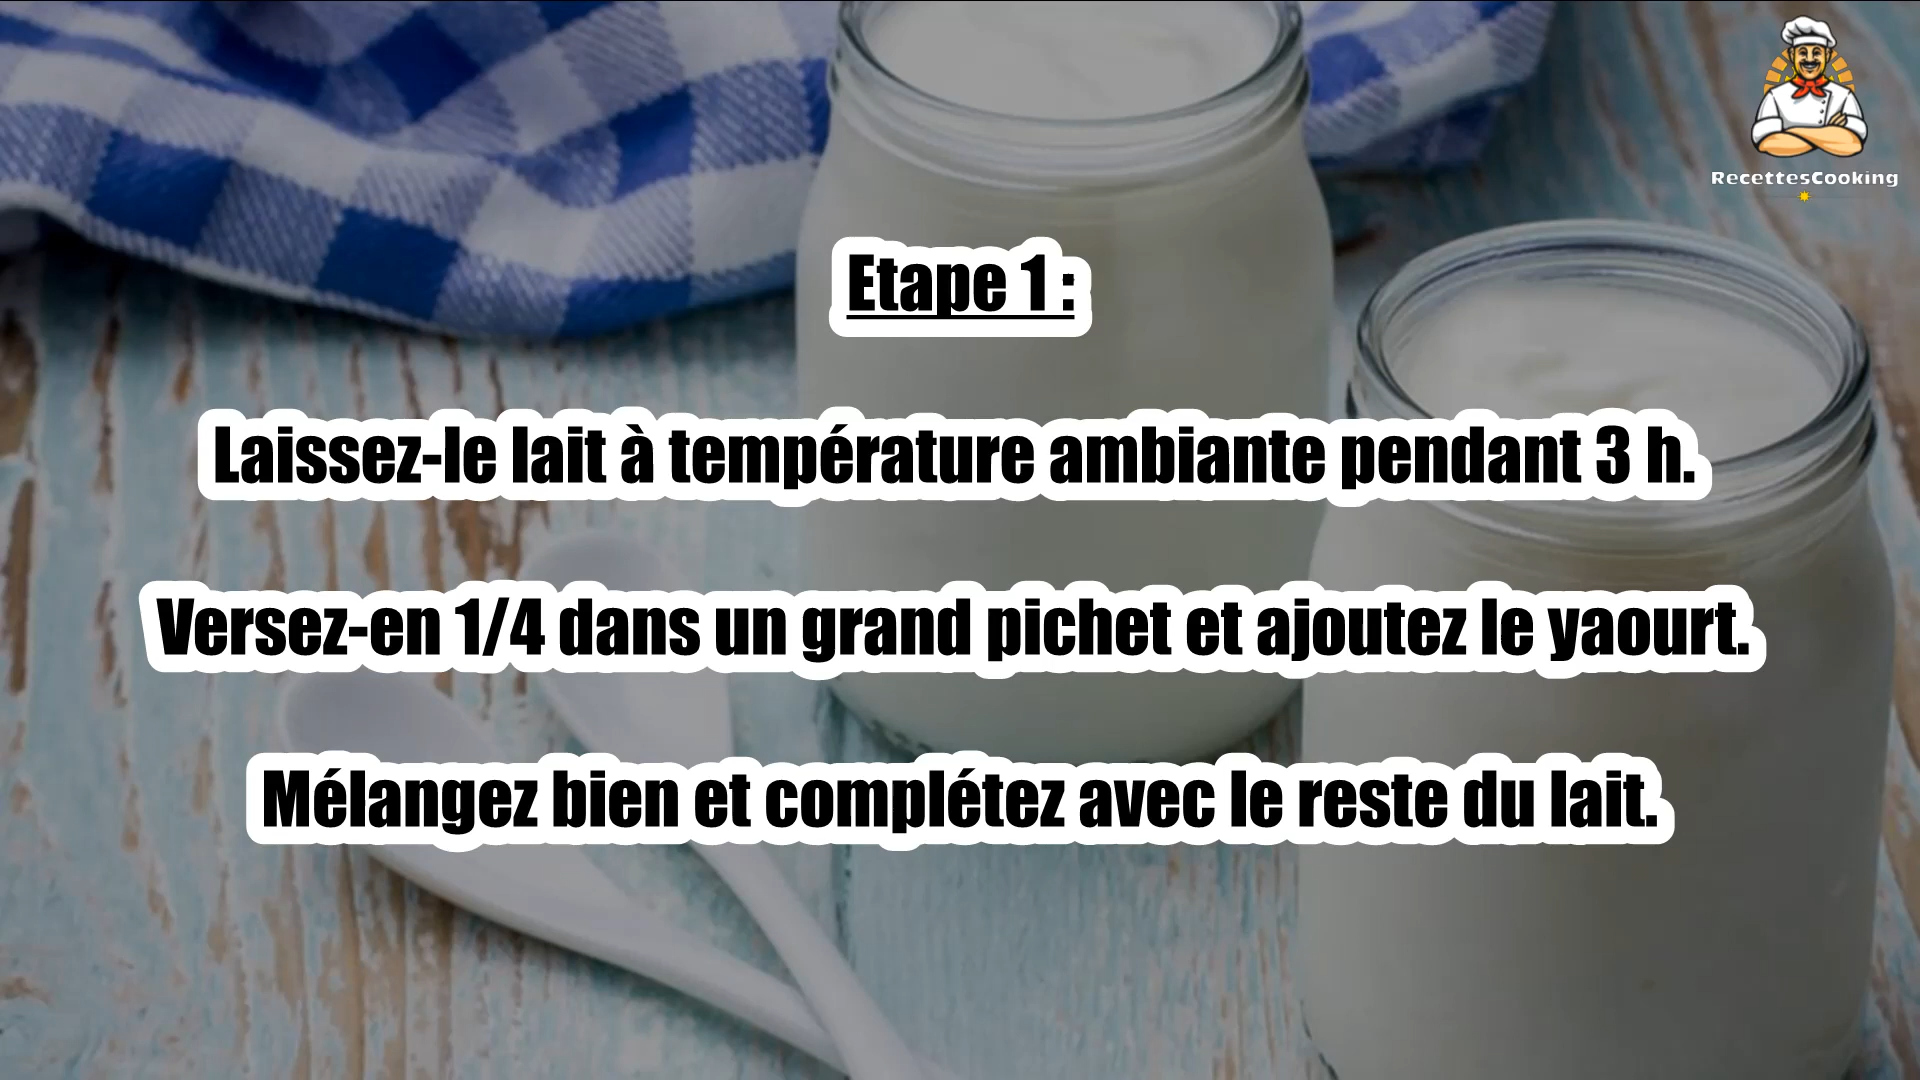 RecettesCooking
Etape 1 :
Laissez-le lait à température ambiante pendant 3 h.
Versez-en 1/4 dans un grand pichet et ajoutez le yaourt.
Mélangez bien et complétez avec le reste du lait.